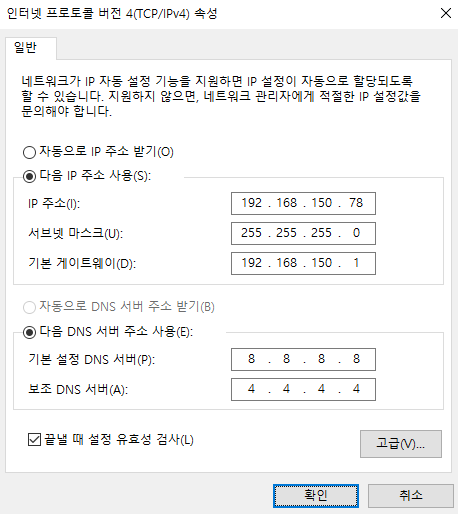 인터넷 프로토콜 버전 4(TCP/IPv4) 속성
일반
네트워크가 IP 자동 설정 기능을 지원하면 IP 설정이 자동으로 할당되도록
할 수 있습니다. 지원하지 않으면, 네트워크 관리자에게 적절한 IP 설정값을
문의해야 합니다.
자동으로 IP 주소 받기(O)
다음 IP 주소 사용(S):
IP 주소(I): 192 . 168 . 150 . 78
서브넷 마스크(U): 255 . 255 . 255 . 0
기본 게이트웨이(D): 192 . 168 . 150 . 1
자동으로 DNS 서버 주소 받기(B)
다음 DNS 서버 주소 사용(E):
기본 설정 DNS 서버(P): 8 . 8 . 8 . 8
보조 DNS 서버(A): 4 . 4 . 4 . 4
끝낼 때 설정 유효성 검사(L)
고급(V)...
확인 취소